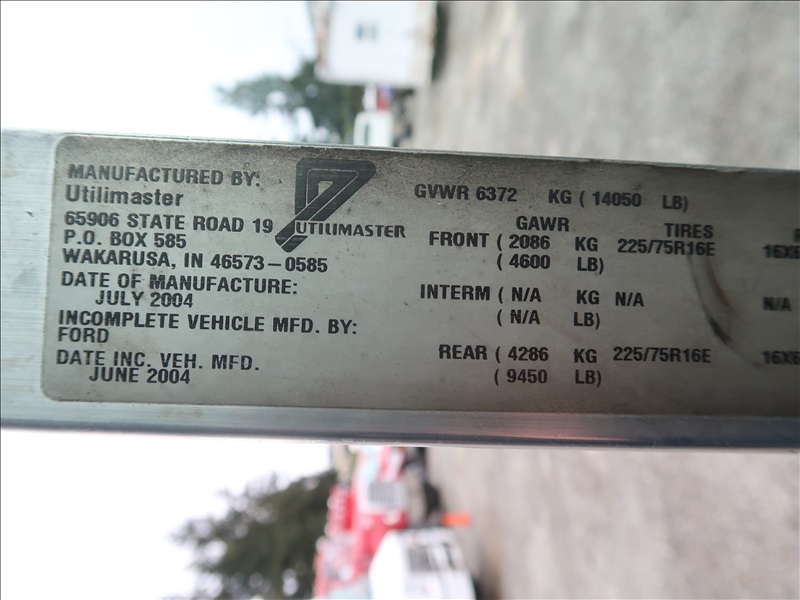 MANUFACTURED BY:
Utilimaster
65906 STATE ROAD 19
P.O. BOX 585
WAKARUSA, IN 46573-0585
UTILIMASTER
DATE OF MANUFACTURE:
JULY 2004
INCOMPLETE VEHICLE MFD. BY:
FORD
DATE INC. VEH. MFD.
JUNE 2004
GVWR 6372 KG ( 14050 LB)
GAWR TIRES
FRONT ( 2086 KG 225/75R16E
( 4600 LB)
INTERM ( N/A KG N/A N/A
( N/A LB)
REAR ( 4286 KG 225/75R16E
( 9450 LB)